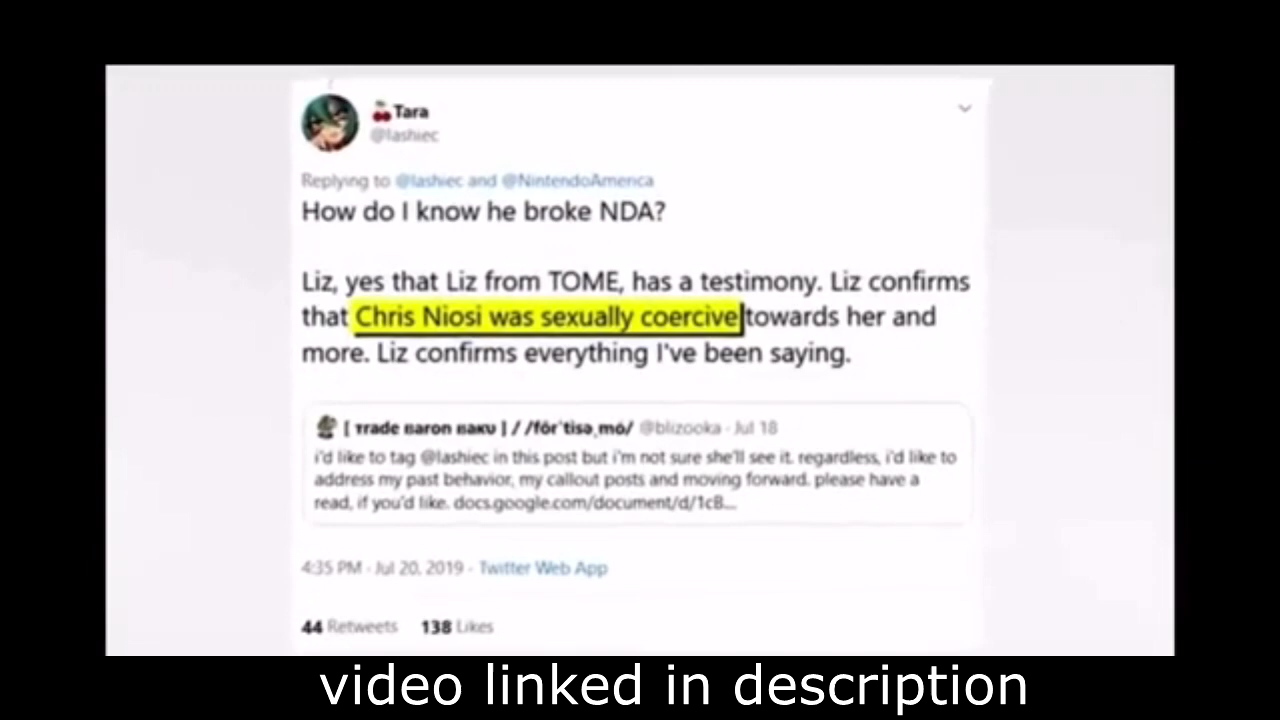 🍒Tara
@lashiec
Replying to @lashiec and @NintendoAmerica
How do I know he broke NDA?
Liz, yes that Liz from TOME, has a testimony. Liz confirms
that Chris Niosi was sexually coercive towards her and
more. Liz confirms everything I've been saying.
[ тrade вaron вaĸυ ] / /fôrˈtisəˌmō/ @blizooka · Jul 18
i'd like to tag @lashiec in this post but i'm not sure she'll see it. regardless, i'd like to
address my past behavior, my callout posts and moving forward. please have a
read, if you'd like. docs.google.com/document/d/1cB...
4:35 PM · Jul 20, 2019 · Twitter Web App
44 Retweets 138 Likes
video linked in description